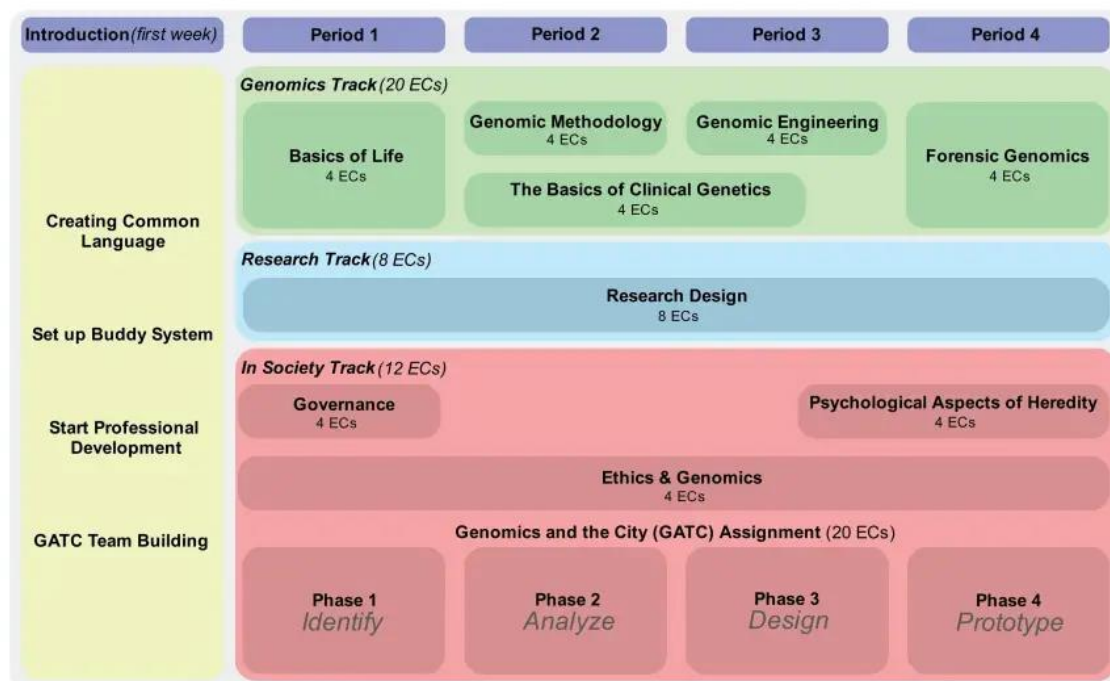 Introduction(first week)
Period 1
Period 2
Period 3
Period 4
Creating Common
Language
Set up Buddy System
Start Professional
Development
GATC Team Building
Genomics Track (20 ECs)
Basics of Life
4 ECs
Genomic Methodology
4 ECs
Genomic Engineering
4 ECs
The Basics of Clinical Genetics
4 ECs
Forensic Genomics
4 ECs
Research Track (8 ECs)
Research Design
8 ECs
In Society Track (12 ECs)
Governance
4 ECs
Psychological Aspects of Heredity
4 ECs
Ethics & Genomics
4 ECs
Genomics and the City (GATC) Assignment (20 ECs)
Phase 1
Identify
Phase 2
Analyze
Phase 3
Design
Phase 4
Prototype